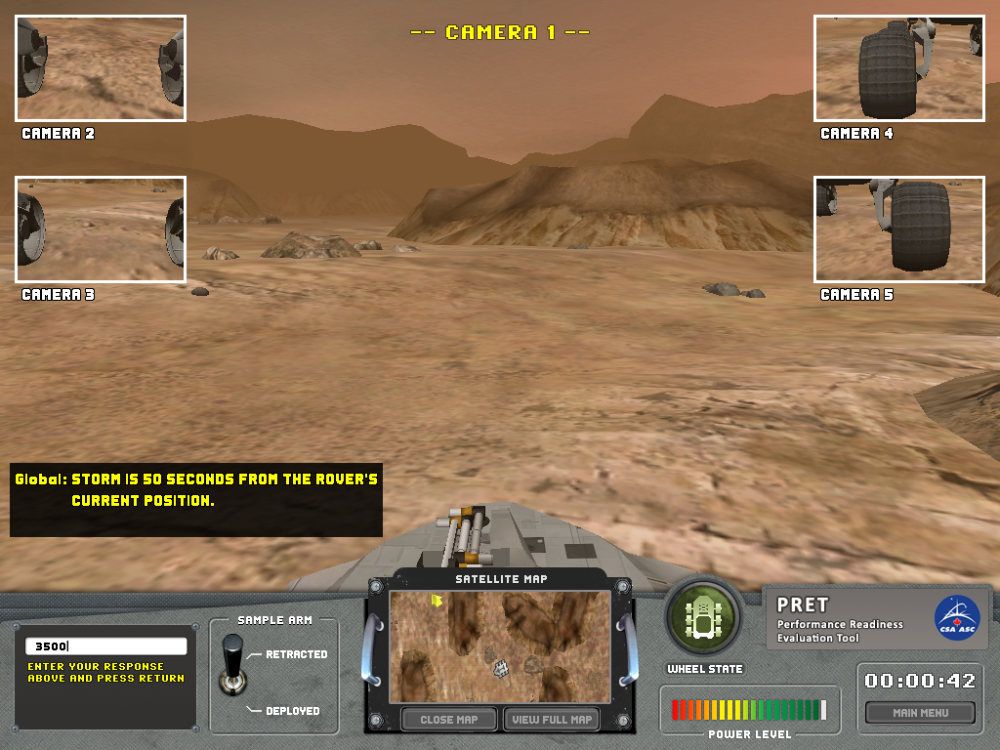 -- CAMERA 1 --
CAMERA 2
CAMERA 4
CAMERA 3
CAMERA 5
Global: STORM IS 50 SECONDS FROM THE ROVER'S
CURRENT POSITION.
SATELLITE MAP
3500
ENTER YOUR RESPONSE
ABOVE AND PRESS RETURN
SAMPLE ARM
RETRACTED
DEPLOYED
CLOSE MAP
VIEW FULL MAP
WHEEL STATE
POWER LEVEL
PRET
Performance Readiness
Evaluation Tool
CSA ASC
00:00:42
MAIN MENU